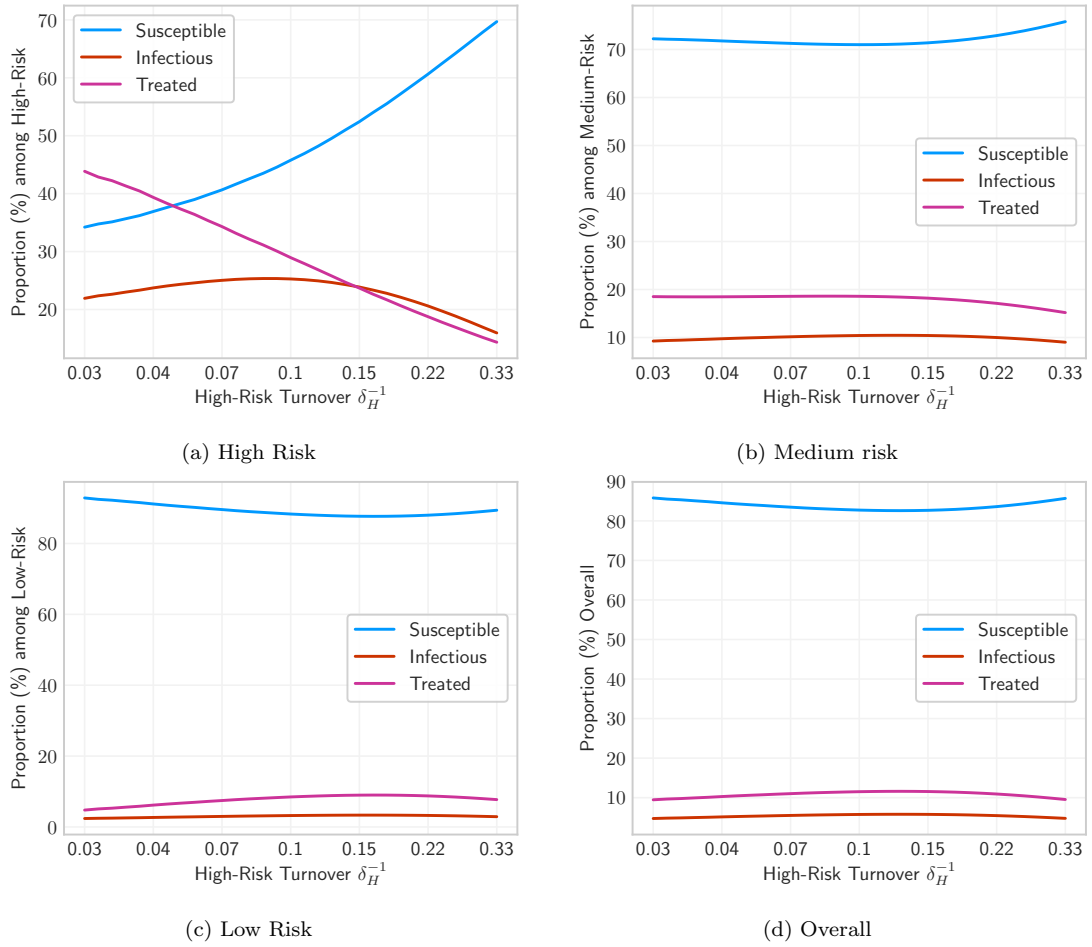 70
60
50
40
30
20
Proportion (%) among High-Risk
Susceptible
Infectious
Treated
0.03 0.04 0.07 0.1 0.15 0.22 0.33
High-Risk Turnover δ_H^{-1}
(a) High Risk
70
60
50
40
30
20
10
Proportion (%) among Medium-Risk
Susceptible
Infectious
Treated
0.03 0.04 0.07 0.1 0.15 0.22 0.33
High-Risk Turnover δ_H^{-1}
(b) Medium risk
80
60
40
20
0
Proportion (%) among Low-Risk
Susceptible
Infectious
Treated
0.03 0.04 0.07 0.1 0.15 0.22 0.33
High-Risk Turnover δ_H^{-1}
(c) Low Risk
90
80
70
60
50
40
30
20
10
Proportion (%) Overall
Susceptible
Infectious
Treated
0.03 0.04 0.07 0.1 0.15 0.22 0.33
High-Risk Turnover δ_H^{-1}
(d) Overall